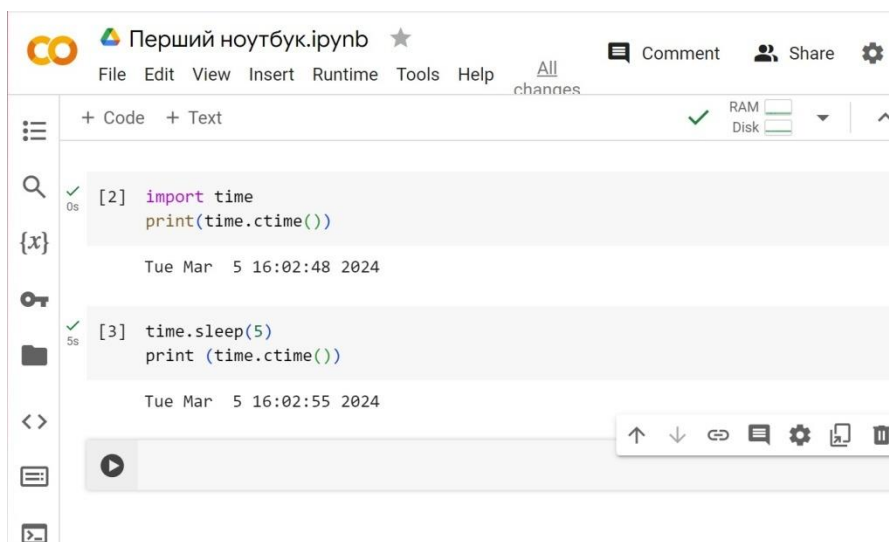 Перший ноутбук.ipynb
Comment
Share
File Edit View Insert Runtime Tools Help All changes
+ Code + Text
RAM
Disk
[2] import time
print(time.ctime())
0s
{x}
Tue Mar  5 16:02:48 2024
[3] time.sleep(5)
5s
print (time.ctime())
Tue Mar  5 16:02:55 2024